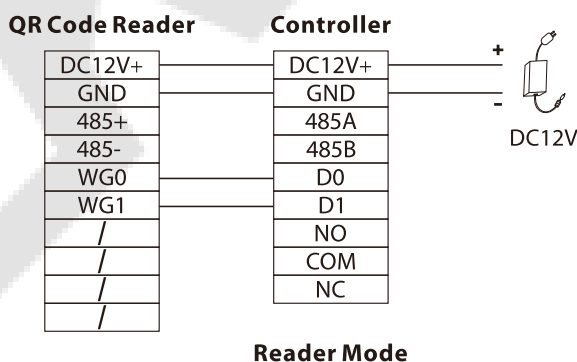 QR Code Reader Controller
DC12V+ DC12V+ +
GND GND -
485+ 485A
485- 485B
DC12V
WG0 D0
WG1 D1
/ NO
/ COM
/ NC
/
Reader Mode